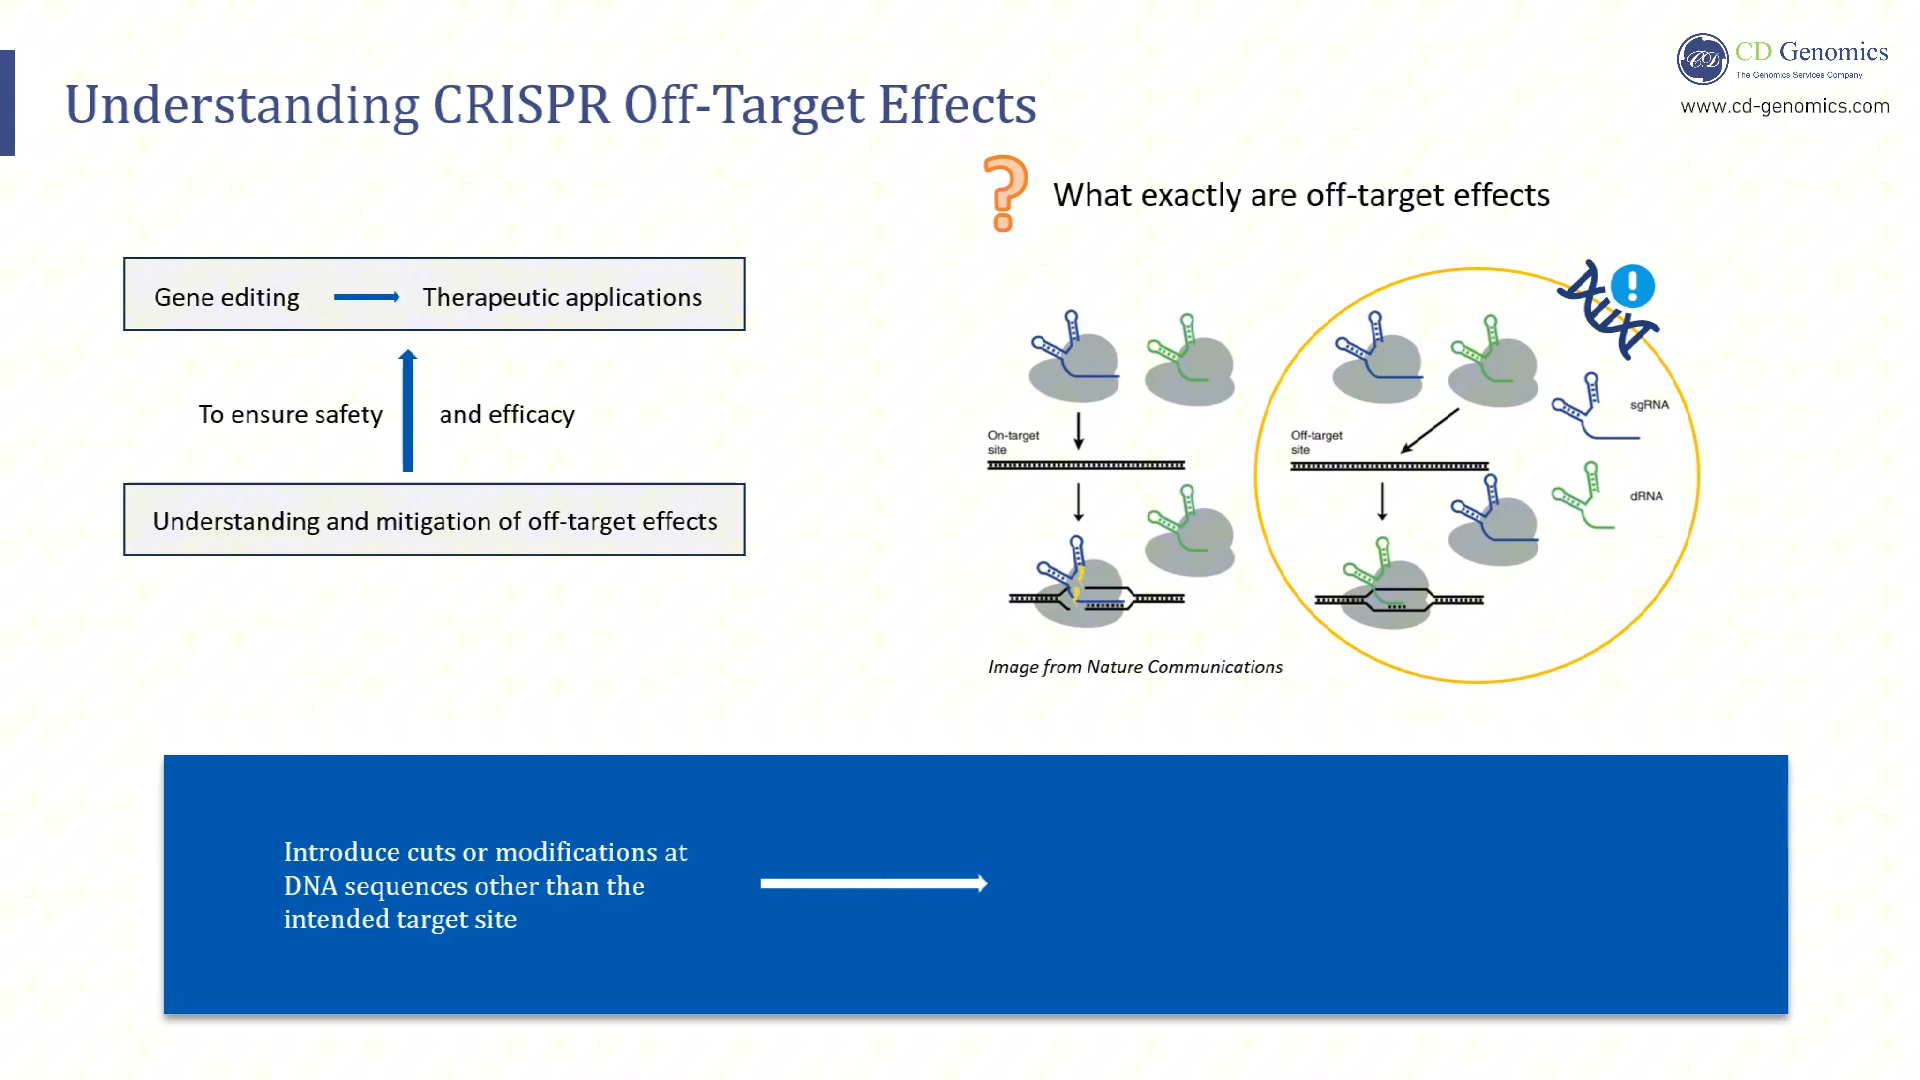 CD Genomics
The Genomics Services Company
www.cd-genomics.com
Understanding CRISPR Off-Target Effects
What exactly are off-target effects
Gene editing
Therapeutic applications
To ensure safety
and efficacy
Understanding and mitigation of off-target effects
On-target
site
Off-target
site
sgRNA
dRNA
Image from Nature Communications
Introduce cuts or modifications at
DNA sequences other than the
intended target site